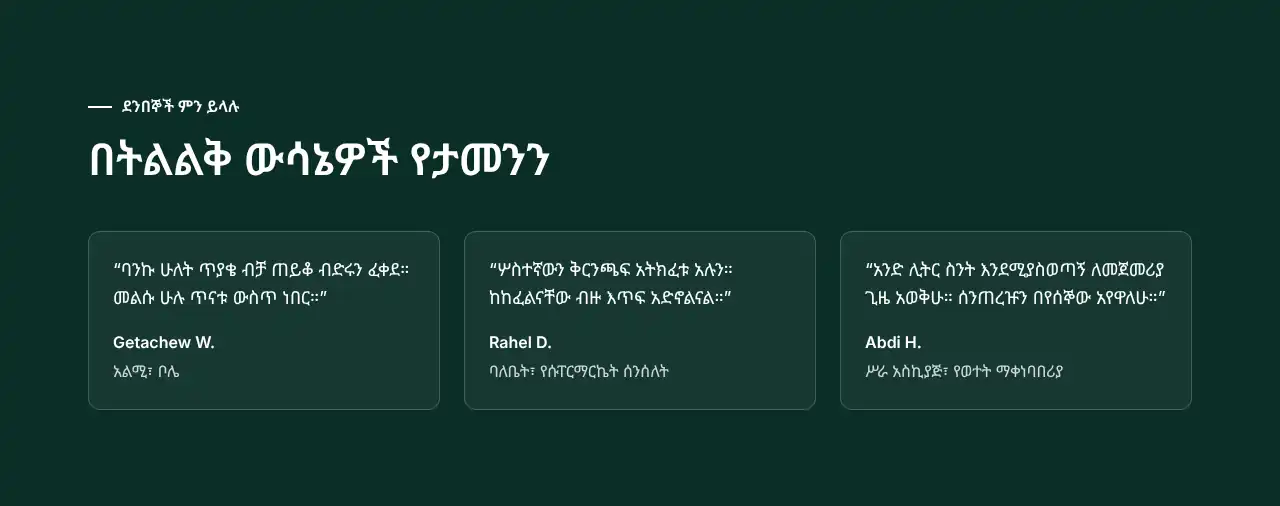 ደንበኞች ምን ይላሉ
በትልልቅ ውሳኔዎች የታመንን
“ባንኩ ሁለት ጥያቄ ብቻ ጠይቆ ብድሩን ፈቀደ።
መልሱ ሁሉ ጥናቱ ውስጥ ነበር።”
Getachew W.
አልሚ፣ ቦሌ
“ሦስተኛውን ቅርንጫፍ አትክፈቱ አሉን።
ከከፈልናቸው ብዙ እጥፍ አድኖልናል።”
Rahel D.
ባለቤት፣ የሱፐርማርኬት ሰንሰለት
“አንድ ሊትር ስንት እንደሚያስወጣኝ ለመጀመሪያ
ጊዜ አወቅሁ። ሰንጠረዡን በየሰኞው አየዋለሁ።”
Abdi H.
ሥራ አስኪያጅ፣ የወተት ማቀነባበሪያ